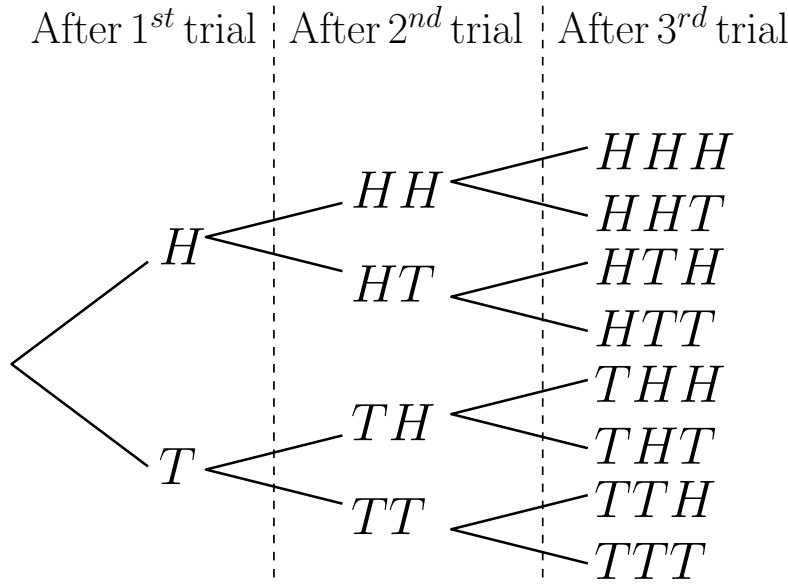 After 1st trial After 2nd trial After 3rd trial
HHH
HH
HHT
H
HTH
HT
HTT
THH
TH
THT
T
TTH
TT
TTT